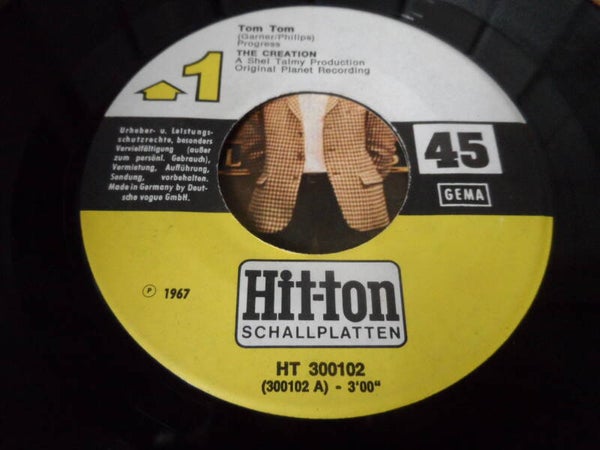 Tom Tom
(Garner/Philips)
Progress
THE CREATION
A Shel Talmy Production
Original Planet Recording
1
Urheber- u. Leistungs-
schutzrechte, besonders
Vervielfältigung (außer
zum persönl. Gebrauch),
Vermietung, Aufführung,
Sendung, vorbehalten.
Made in Germany by Deut-
sche vogue GmbH.
45
GEMA
℗ 1967
Hit-ton
SCHALLPLATTEN
HT 300102
(300102 A) - 3'00"